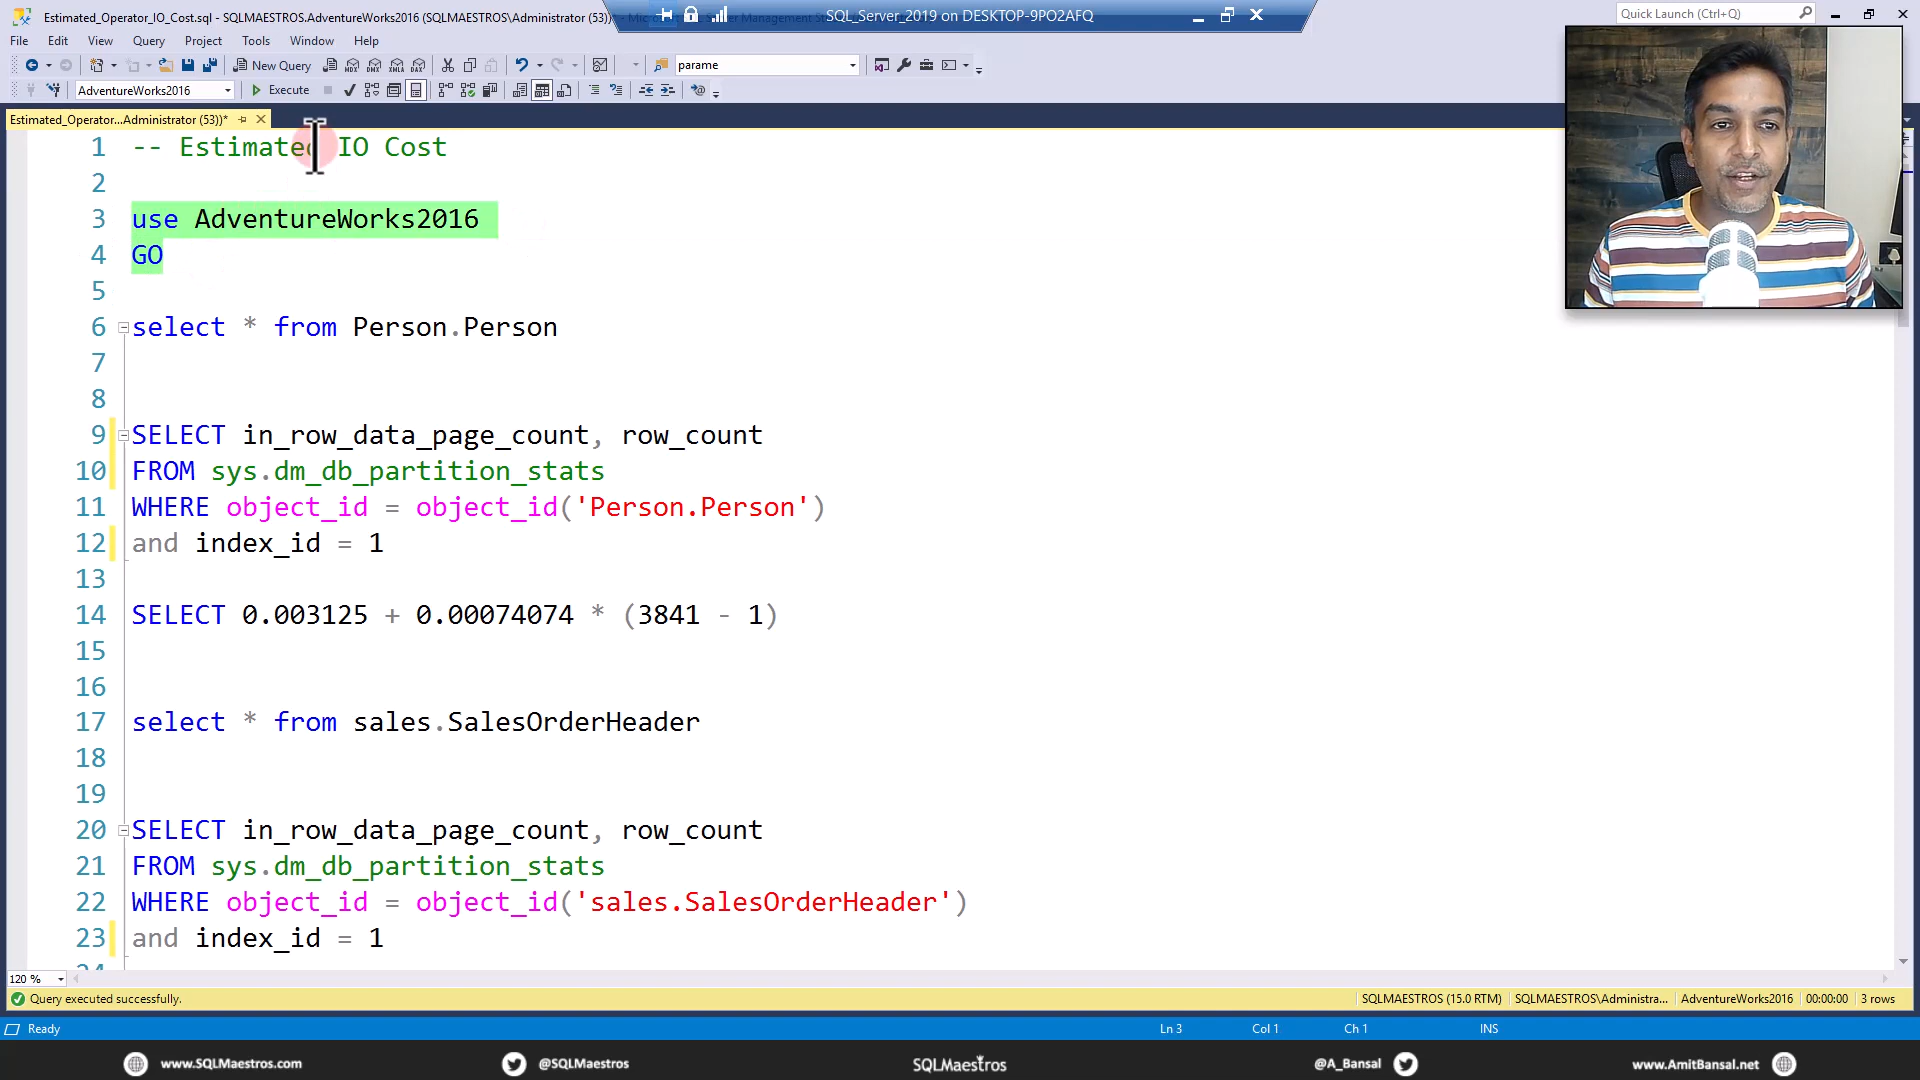 Estimated_Operator_IO_Cost.sql - SQLMAESTROS.AdventureWorks2016 (SQLMAESTROS\Administrator (53))
SQL_Server_2019 on DESKTOP-9PO2AFQ
Quick Launch (Ctrl+Q)
File Edit View Query Project Tools Window Help
New Query
MDX DMX XMLA DAX
parame
AdventureWorks2016
Execute
Estimated_Operator...Administrator (53))*
1 -- Estimated IO Cost
2
3 use AdventureWorks2016
4 GO
5
6 select * from Person.Person
7
8
9 SELECT in_row_data_page_count, row_count
10 FROM sys.dm_db_partition_stats
11 WHERE object_id = object_id('Person.Person')
12 and index_id = 1
13
14 SELECT 0.003125 + 0.00074074 * (3841 - 1)
15
16
17 select * from sales.SalesOrderHeader
18
19
20 SELECT in_row_data_page_count, row_count
21 FROM sys.dm_db_partition_stats
22 WHERE object_id = object_id('sales.SalesOrderHeader')
23 and index_id = 1
24
120 %
Query executed successfully.
SQLMAESTROS (15.0 RTM) SQLMAESTROS\Administra... AdventureWorks2016 00:00:00 3 rows
Ready
Ln 3 Col 1 Ch 1 INS
www.SQLMaestros.com
@SQLMaestros
SQLMaestros
@A_Bansal
www.AmitBansal.net